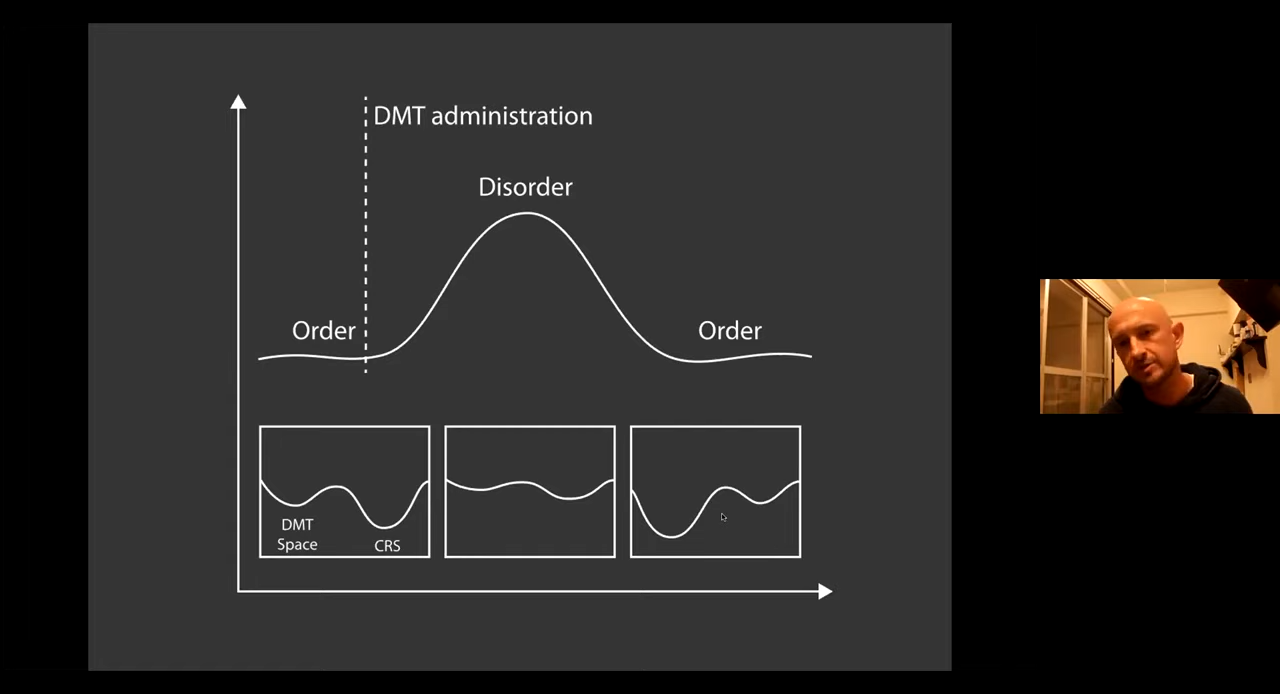 DMT administration
Disorder
Order
Order
DMT
Space
CRS